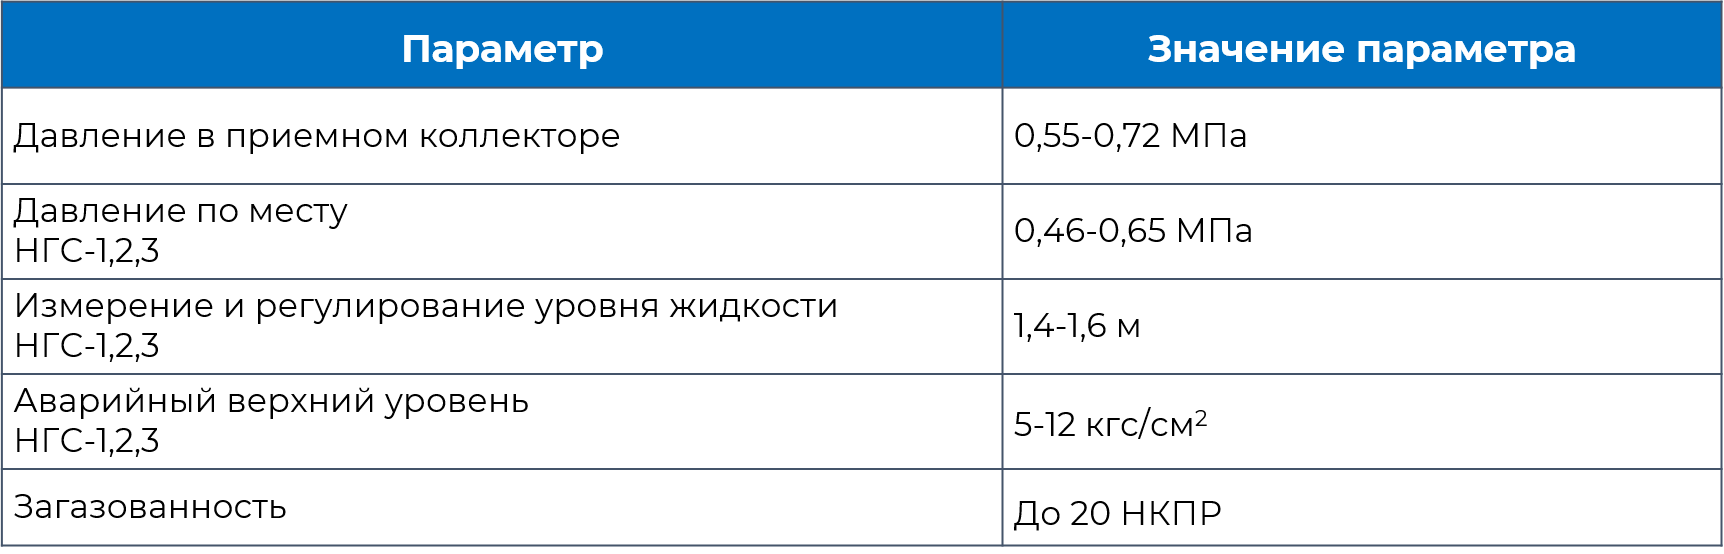 Параметр
Значение параметра
Давление в приемном коллекторе
0,55-0,72 МПа
Давление по месту
НГС-1,2,3
0,46-0,65 МПа
Измерение и регулирование уровня жидкости
НГС-1,2,3
1,4-1,6 м
Аварийный верхний уровень
НГС-1,2,3
5-12 кгс/см²
Загазованность
До 20 НКПР